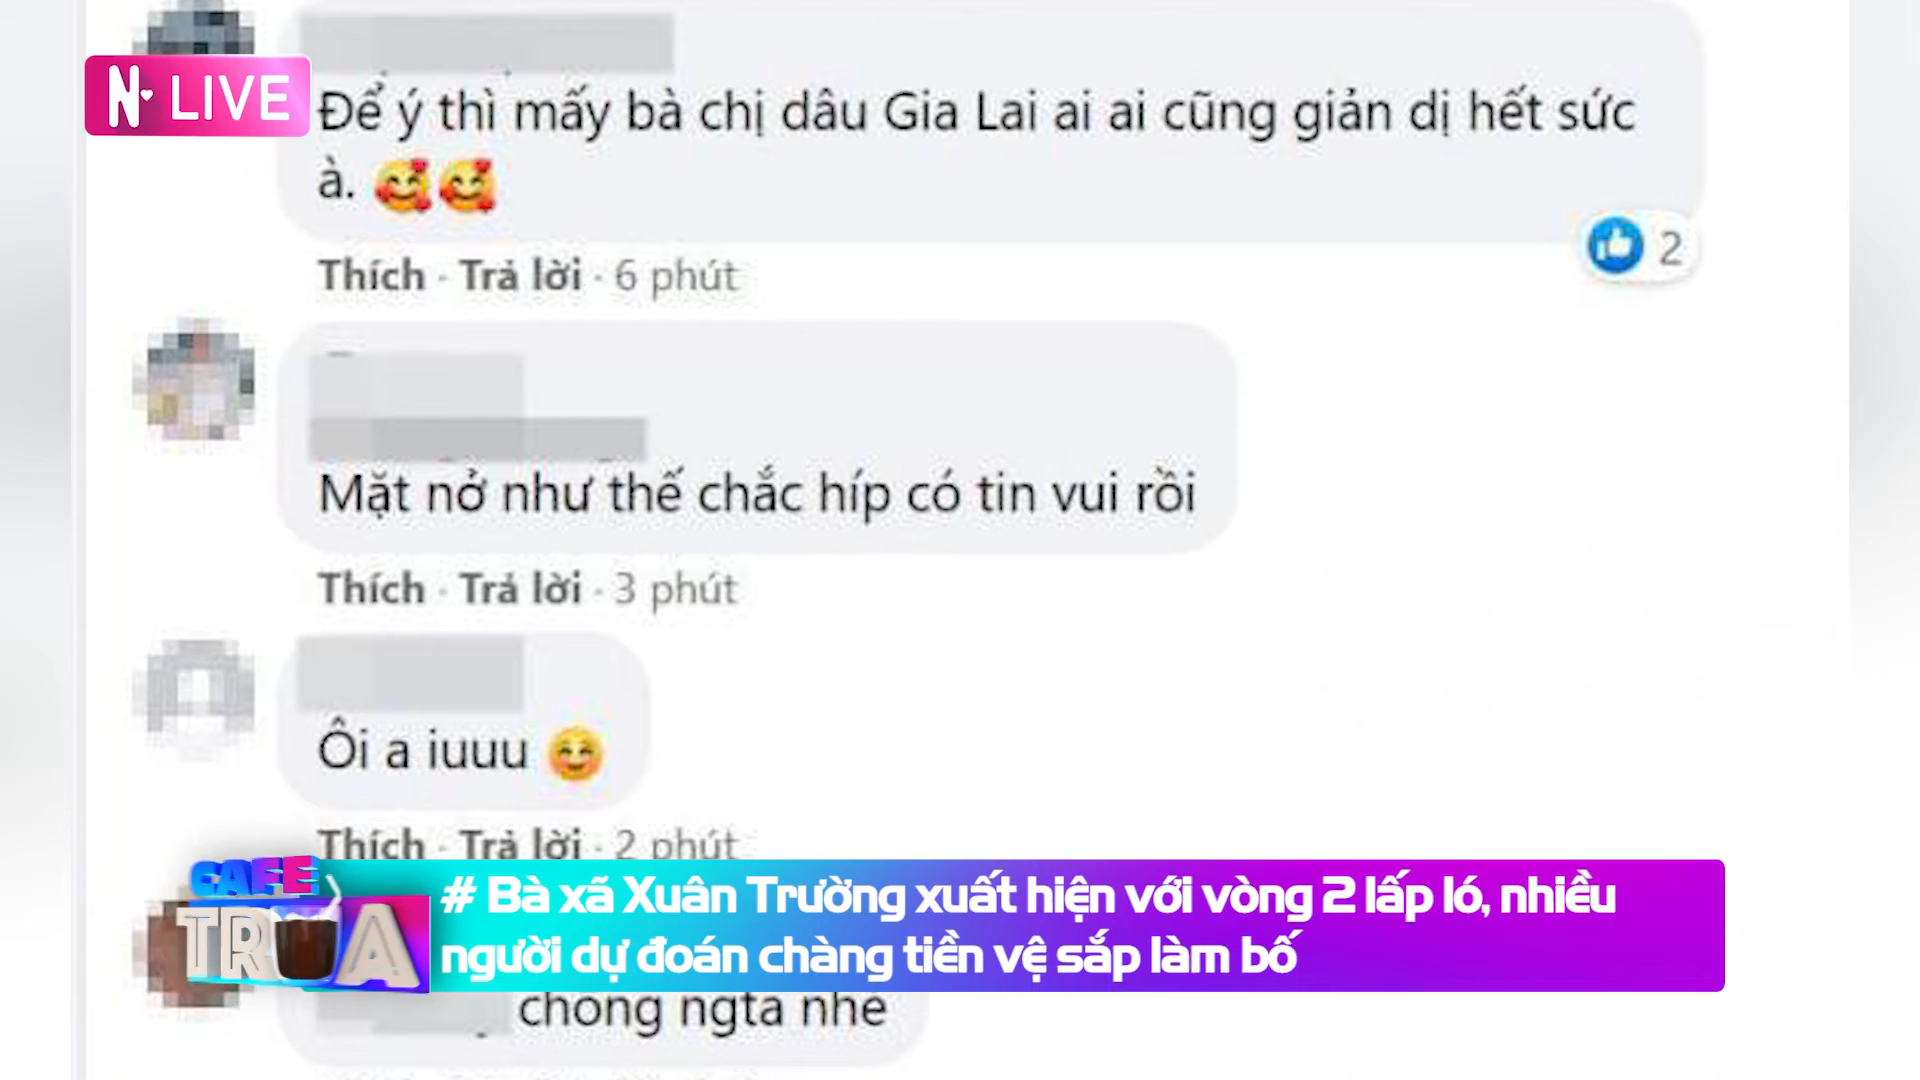 N LIVE
Để ý thì mấy bà chị dâu Gia Lai ai ai cũng giản dị hết sức
à.
2
Thích · Trả lời · 6 phút
Mặt nở như thế chắc híp có tin vui rồi
Thích · Trả lời · 3 phút
Ôi a iuuu
Thích · Trả lời · 2 phút
CAFE
TRƯA
# Bà xã Xuân Trường xuất hiện với vòng 2 lấp ló, nhiều
người dự đoán chàng tiền vệ sắp làm bố
chồng ngta nhé